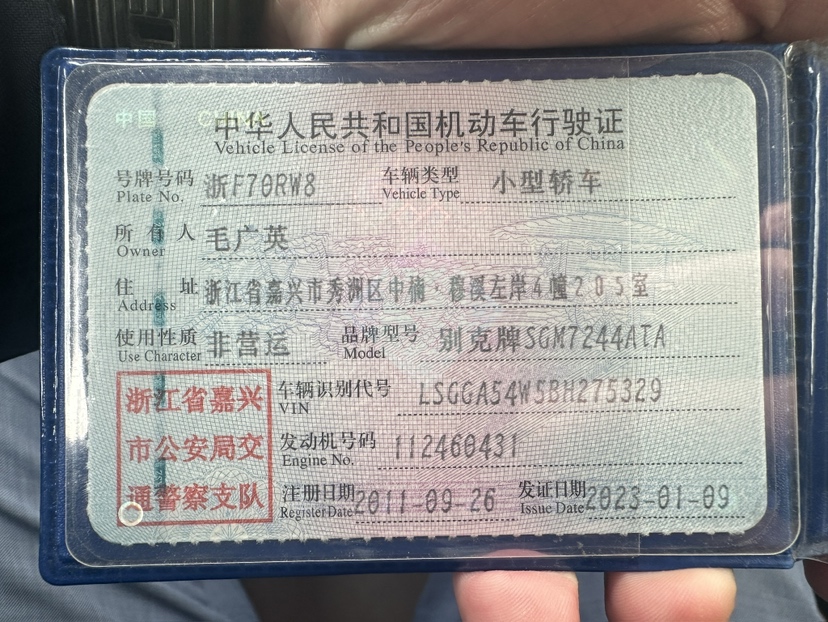 中国 CHINA
中华人民共和国机动车行驶证
Vehicle License of the People's Republic of China
号牌号码 浙F70RW8 车辆类型 小型轿车
Plate No. Vehicle Type
所有人 毛广英
Owner
住址 浙江省嘉兴市秀洲区中楠·穆溪左岸4幢205室
Address
使用性质 非营运 品牌型号 别克牌SGM7244ATA
Use Character Model
浙江省嘉兴 车辆识别代号 LSGGA54W5BH275329
VIN
市公安局交 发动机号码 112460431
Engine No.
通警察支队 注册日期 2011-09-26 发证日期 2023-01-09
Register Date Issue Date